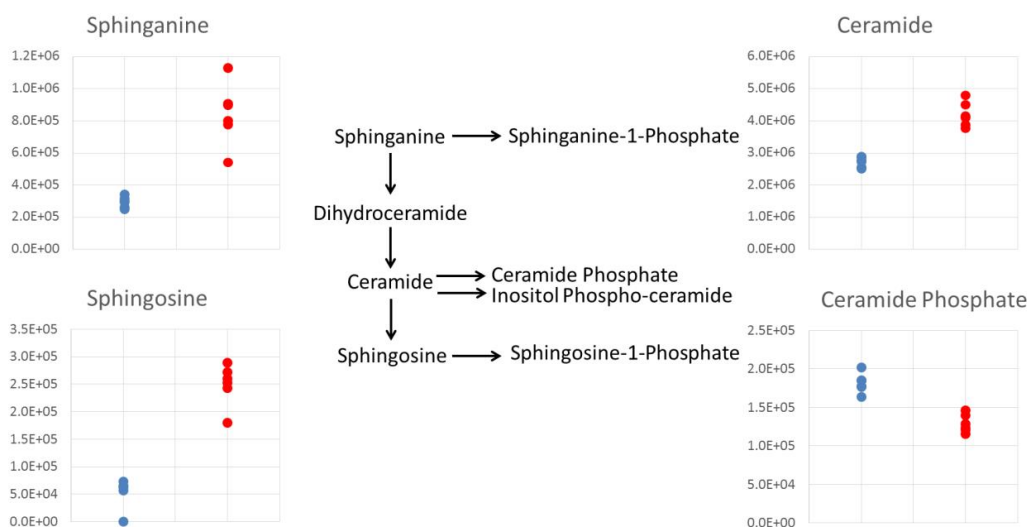 Sphinganine
1.2E+06
1.0E+06
8.0E+05
6.0E+05
4.0E+05
2.0E+05
0.0E+00
Sphingosine
3.5E+05
3.0E+05
2.5E+05
2.0E+05
1.5E+05
1.0E+05
5.0E+04
0.0E+00
Sphinganine Sphinganine-1-Phosphate
Dihydroceramide
Ceramide Ceramide Phosphate
Inositol Phospho-ceramide
Sphingosine Sphingosine-1-Phosphate
Ceramide
6.0E+06
5.0E+06
4.0E+06
3.0E+06
2.0E+06
1.0E+06
0.0E+00
Ceramide Phosphate
2.5E+05
2.0E+05
1.5E+05
1.0E+05
5.0E+04
0.0E+00